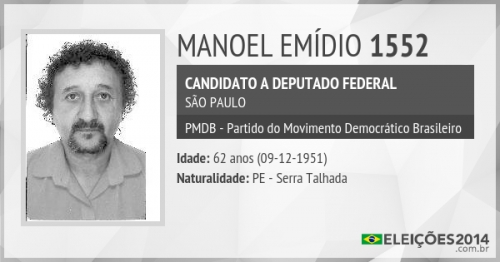 MANOEL EMÍDIO 1552
CANDIDATO A DEPUTADO FEDERAL
SÃO PAULO
PMDB - Partido do Movimento Democrático Brasileiro
Idade: 62 anos (09-12-1951)
Naturalidade: PE - Serra Talhada
ELEIÇÕES2014
.com.br